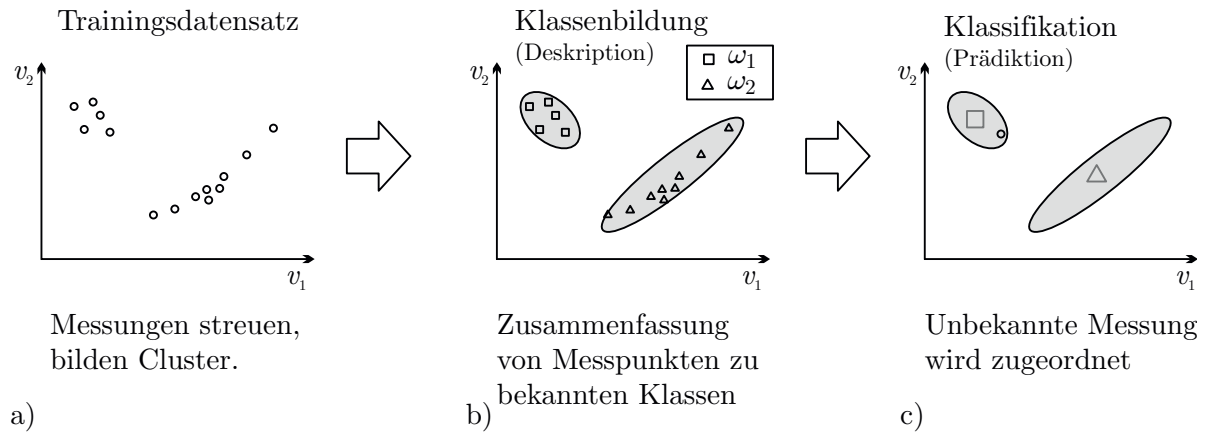 Trainingsdatensatz
v₂
v₁
Messungen streuen,
bilden Cluster.
a)
Klassenbildung
(Deskription)
ω₁
ω₂
v₂
v₁
Zusammenfassung
von Messpunkten zu
bekannten Klassen
b)
Klassifikation
(Prädiktion)
v₂
v₁
Unbekannte Messung
wird zugeordnet
c)